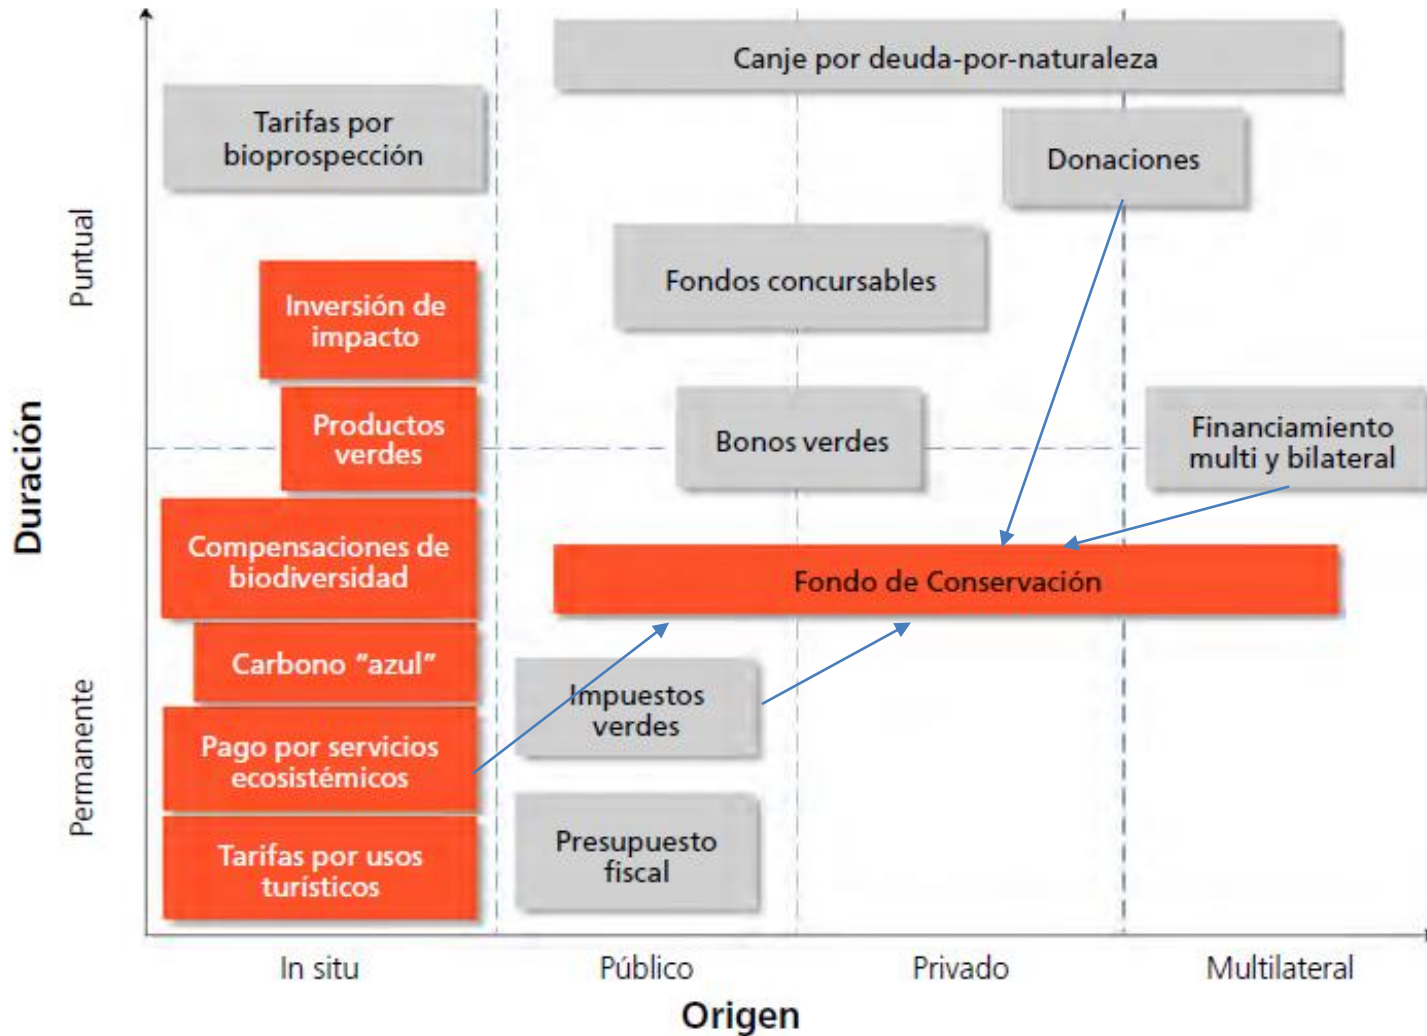 Canje por deuda-por-naturaleza
Tarifas por
bioprospección
Donaciones
Puntual
Fondos concursables
Inversión de
impacto
Productos
verdes
Bonos verdes
Financiamiento
multi y bilateral
Duración
Compensaciones de
biodiversidad
Fondo de Conservación
Carbono "azul"
Impuestos
verdes
Permanente
Pago por servicios
ecosistémicos
Tarifas por usos
turísticos
Presupuesto
fiscal
In situ
Público
Privado
Multilateral
Origen